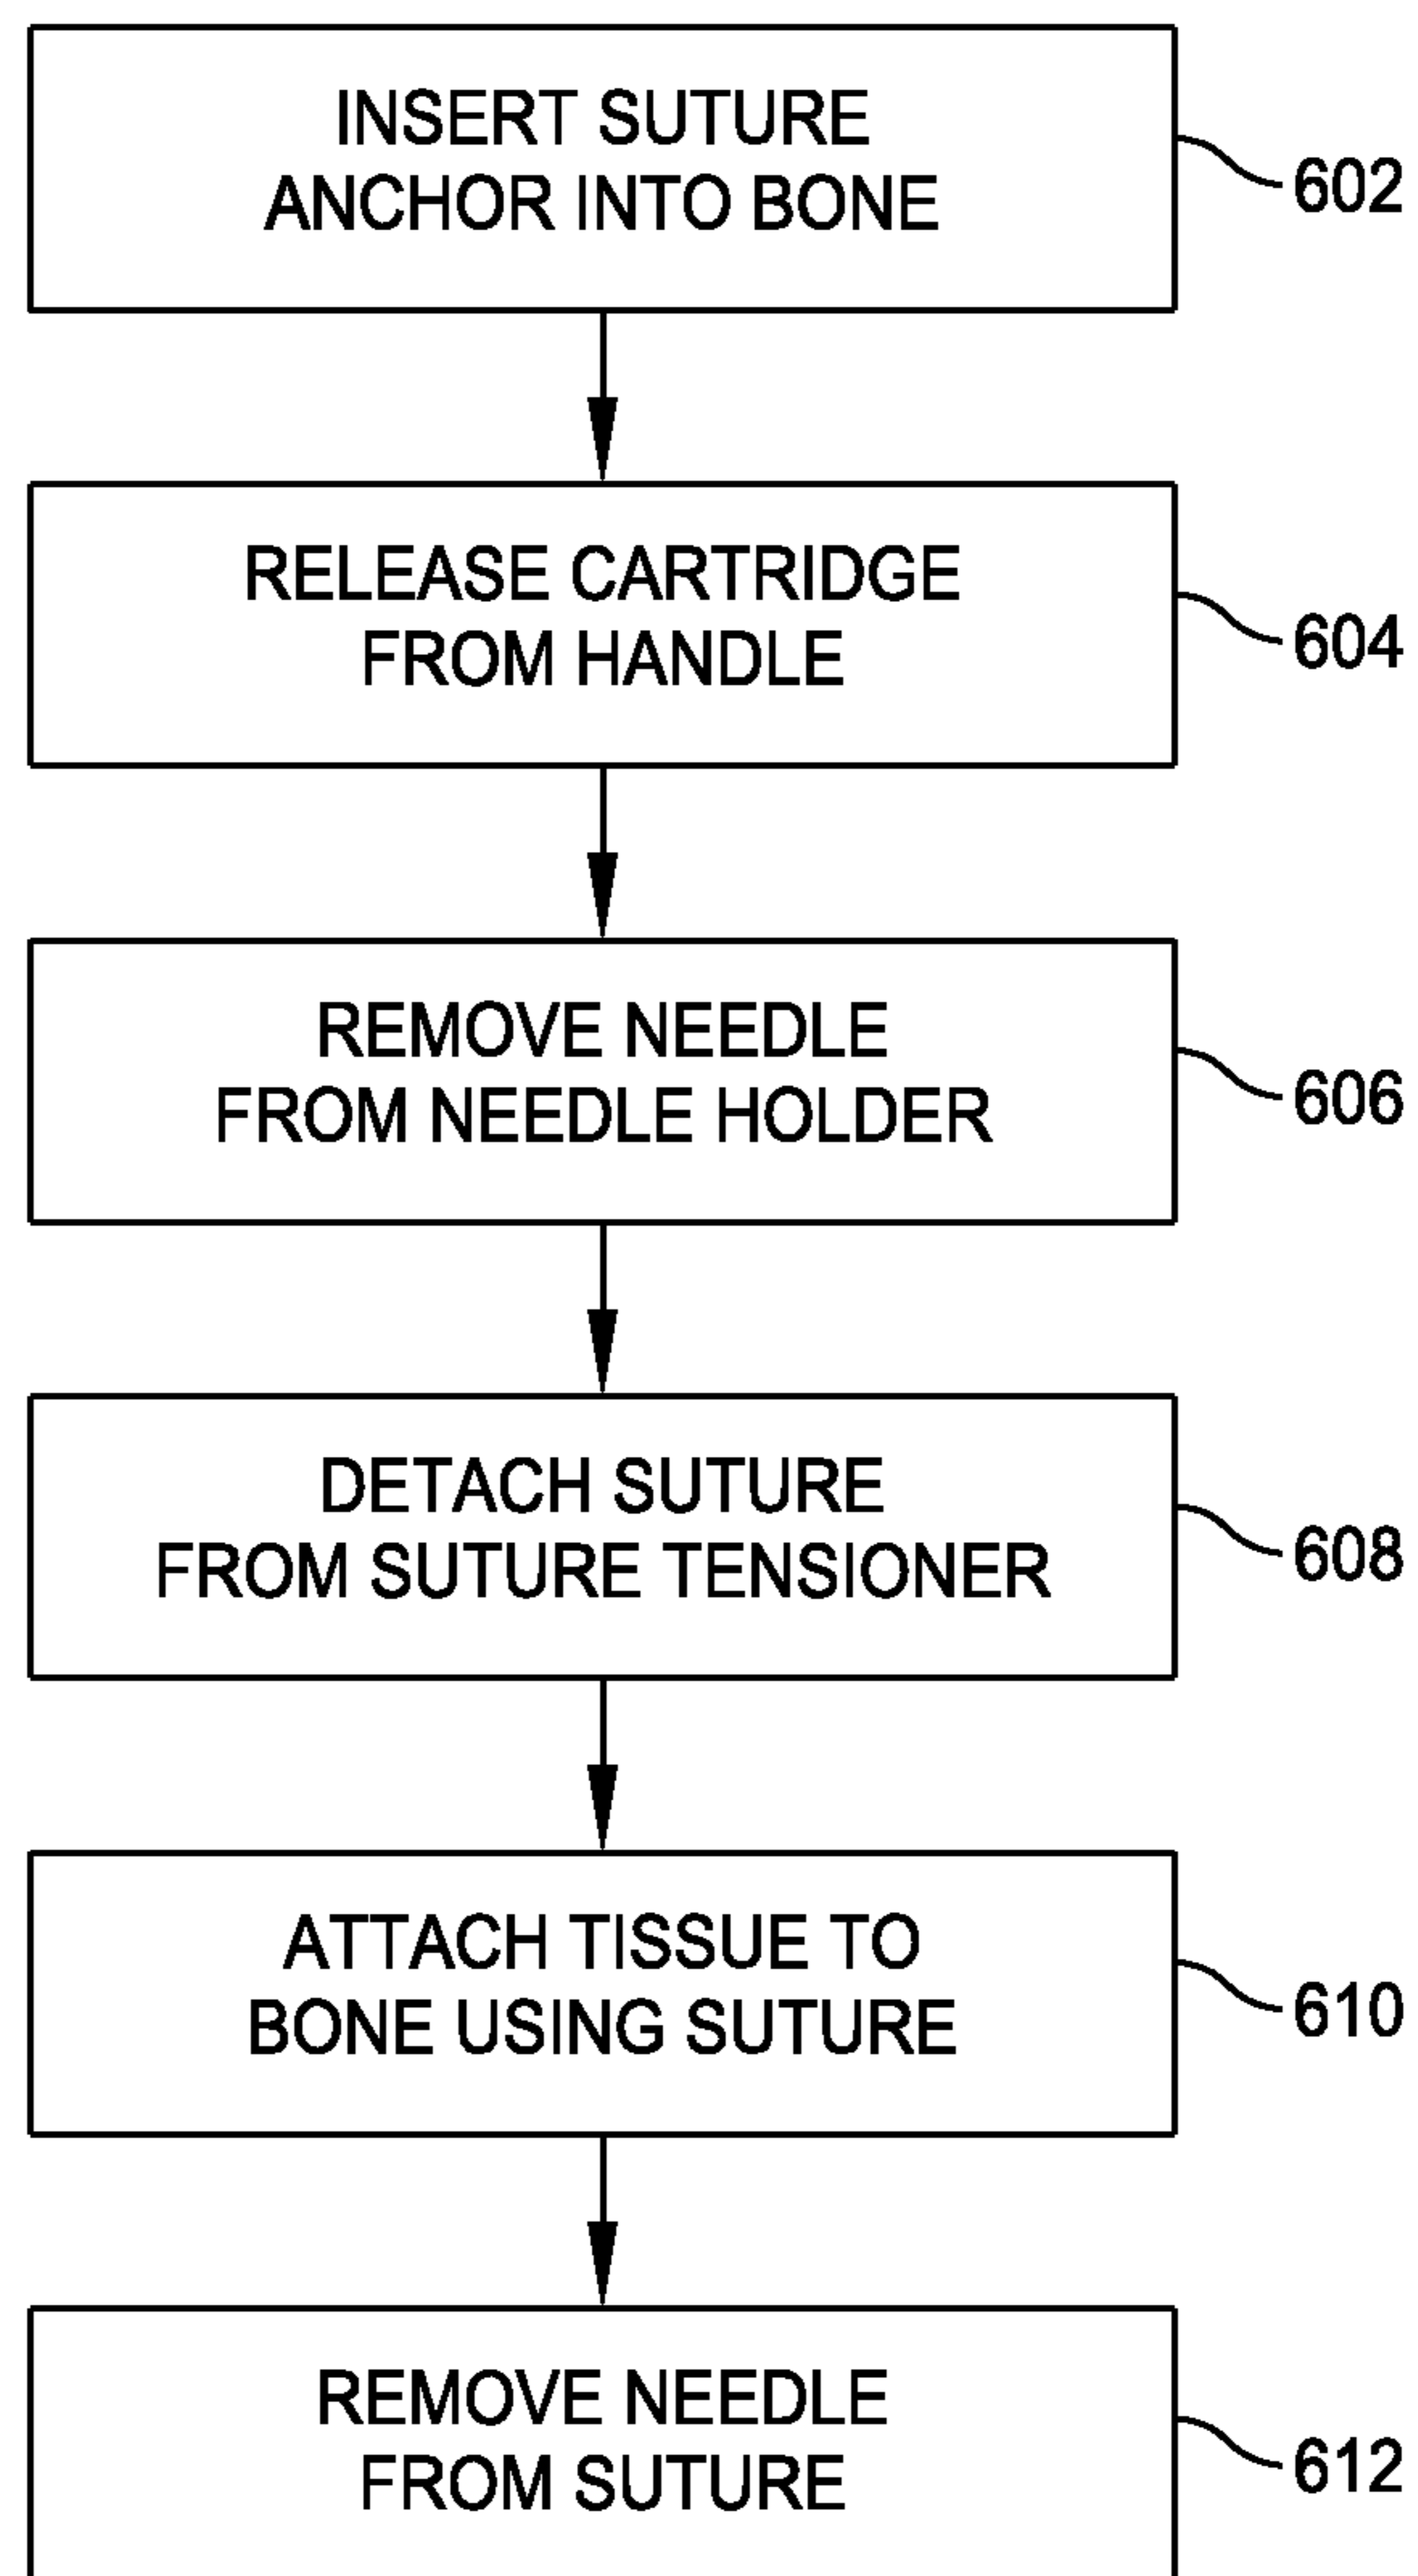 INSERT SUTURE
ANCHOR INTO BONE
602
RELEASE CARTRIDGE
FROM HANDLE
604
REMOVE NEEDLE
FROM NEEDLE HOLDER
606
DETACH SUTURE
FROM SUTURE TENSIONER
608
ATTACH TISSUE TO
BONE USING SUTURE
610
REMOVE NEEDLE
FROM SUTURE
612